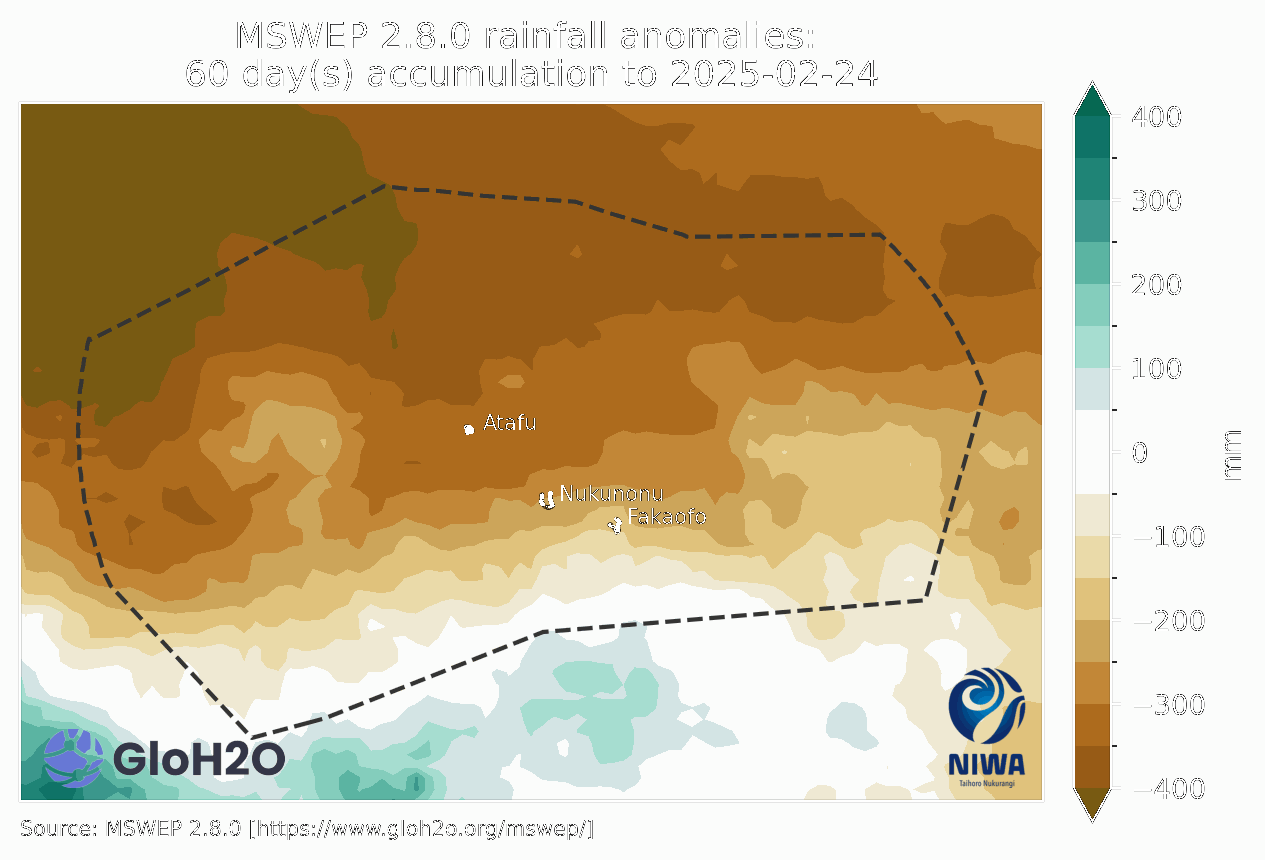 MSWEP 2.8.0 rainfall anomalies:
60 day(s) accumulation to 2025-02-24
400
300
200
100
0
−100
−200
−300
−400
mm
Atafu
Nukunonu
Fakaofo
GloH2O
NIWA
Taihoro Nukurangi
Source: MSWEP 2.8.0 [https://www.gloh2o.org/mswep/]